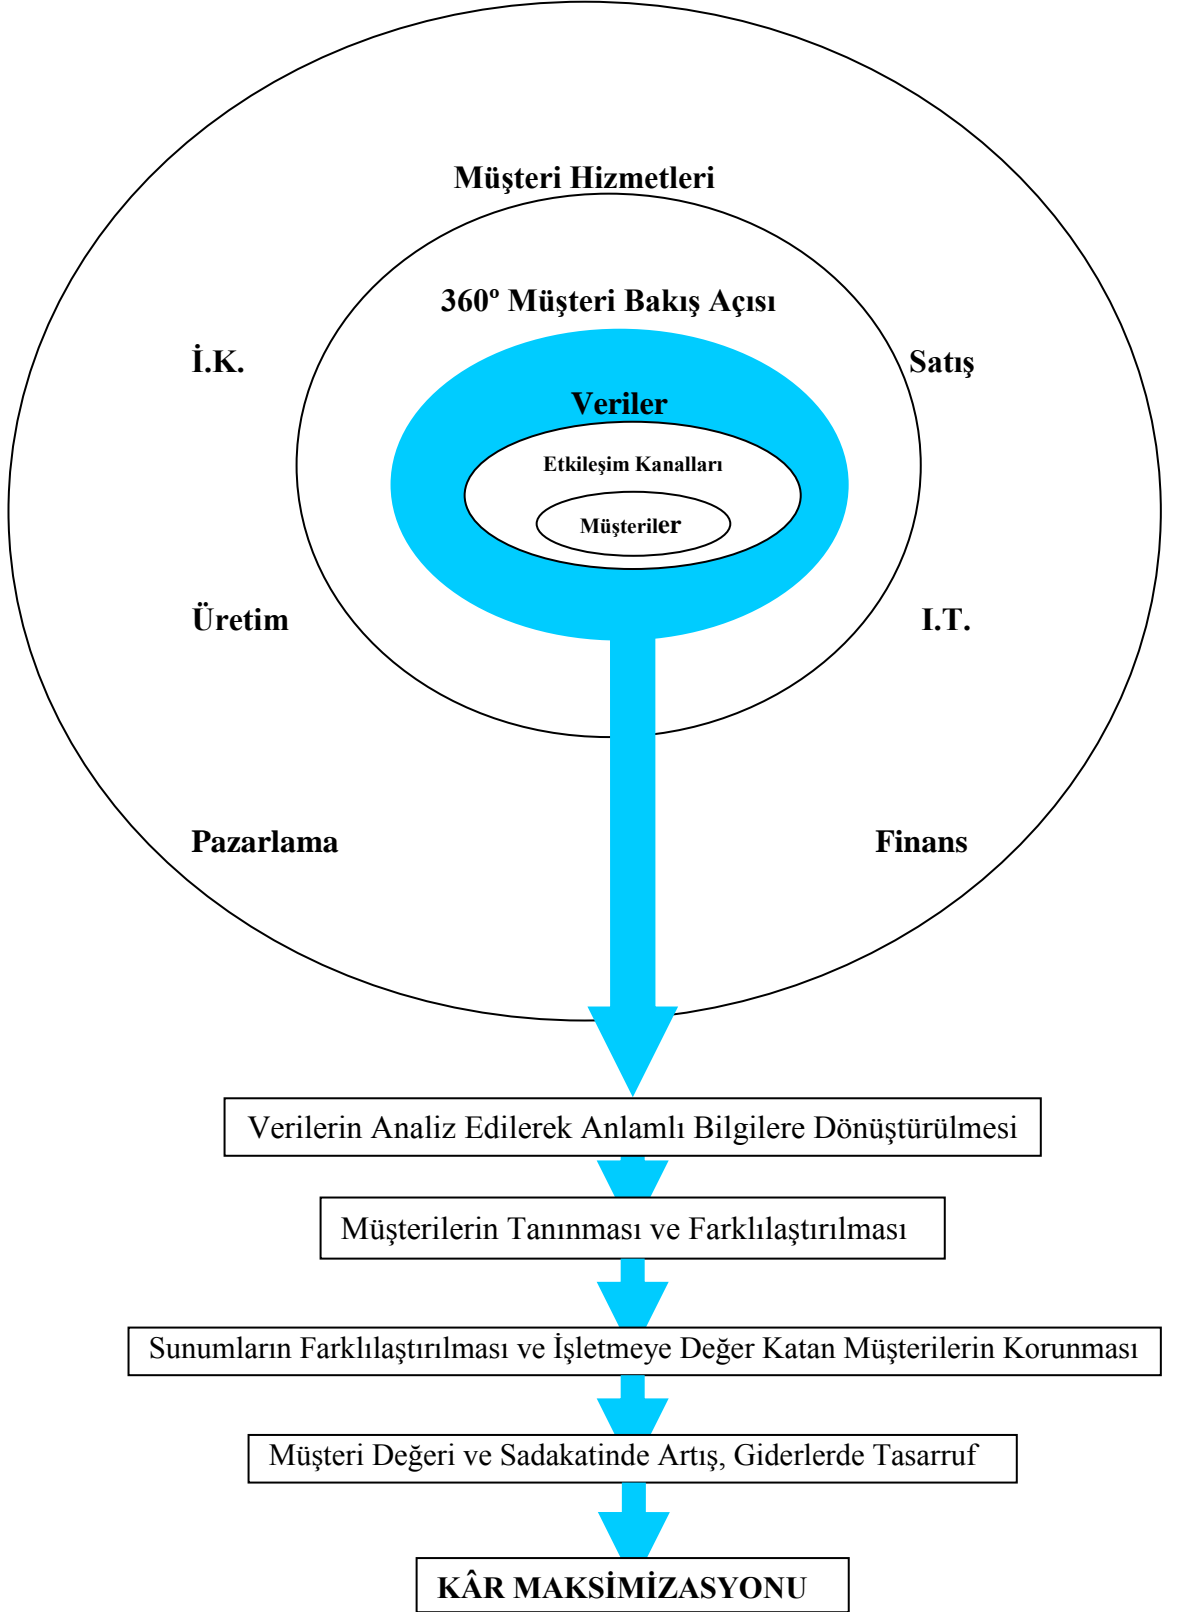 Müşteri Hizmetleri
360º Müşteri Bakış Açısı
İ.K.
Satış
Veriler
Etkileşim Kanalları
Müşteriler
Üretim
I.T.
Pazarlama
Finans
Verilerin Analiz Edilerek Anlamlı Bilgilere Dönüştürülmesi
Müşterilerin Tanınması ve Farklılaştırılması
Sunumların Farklılaştırılması ve İşletmeye Değer Katan Müşterilerin Korunması
Müşteri Değeri ve Sadakatinde Artış, Giderlerde Tasarruf
KÂR MAKSİMİZASYONU